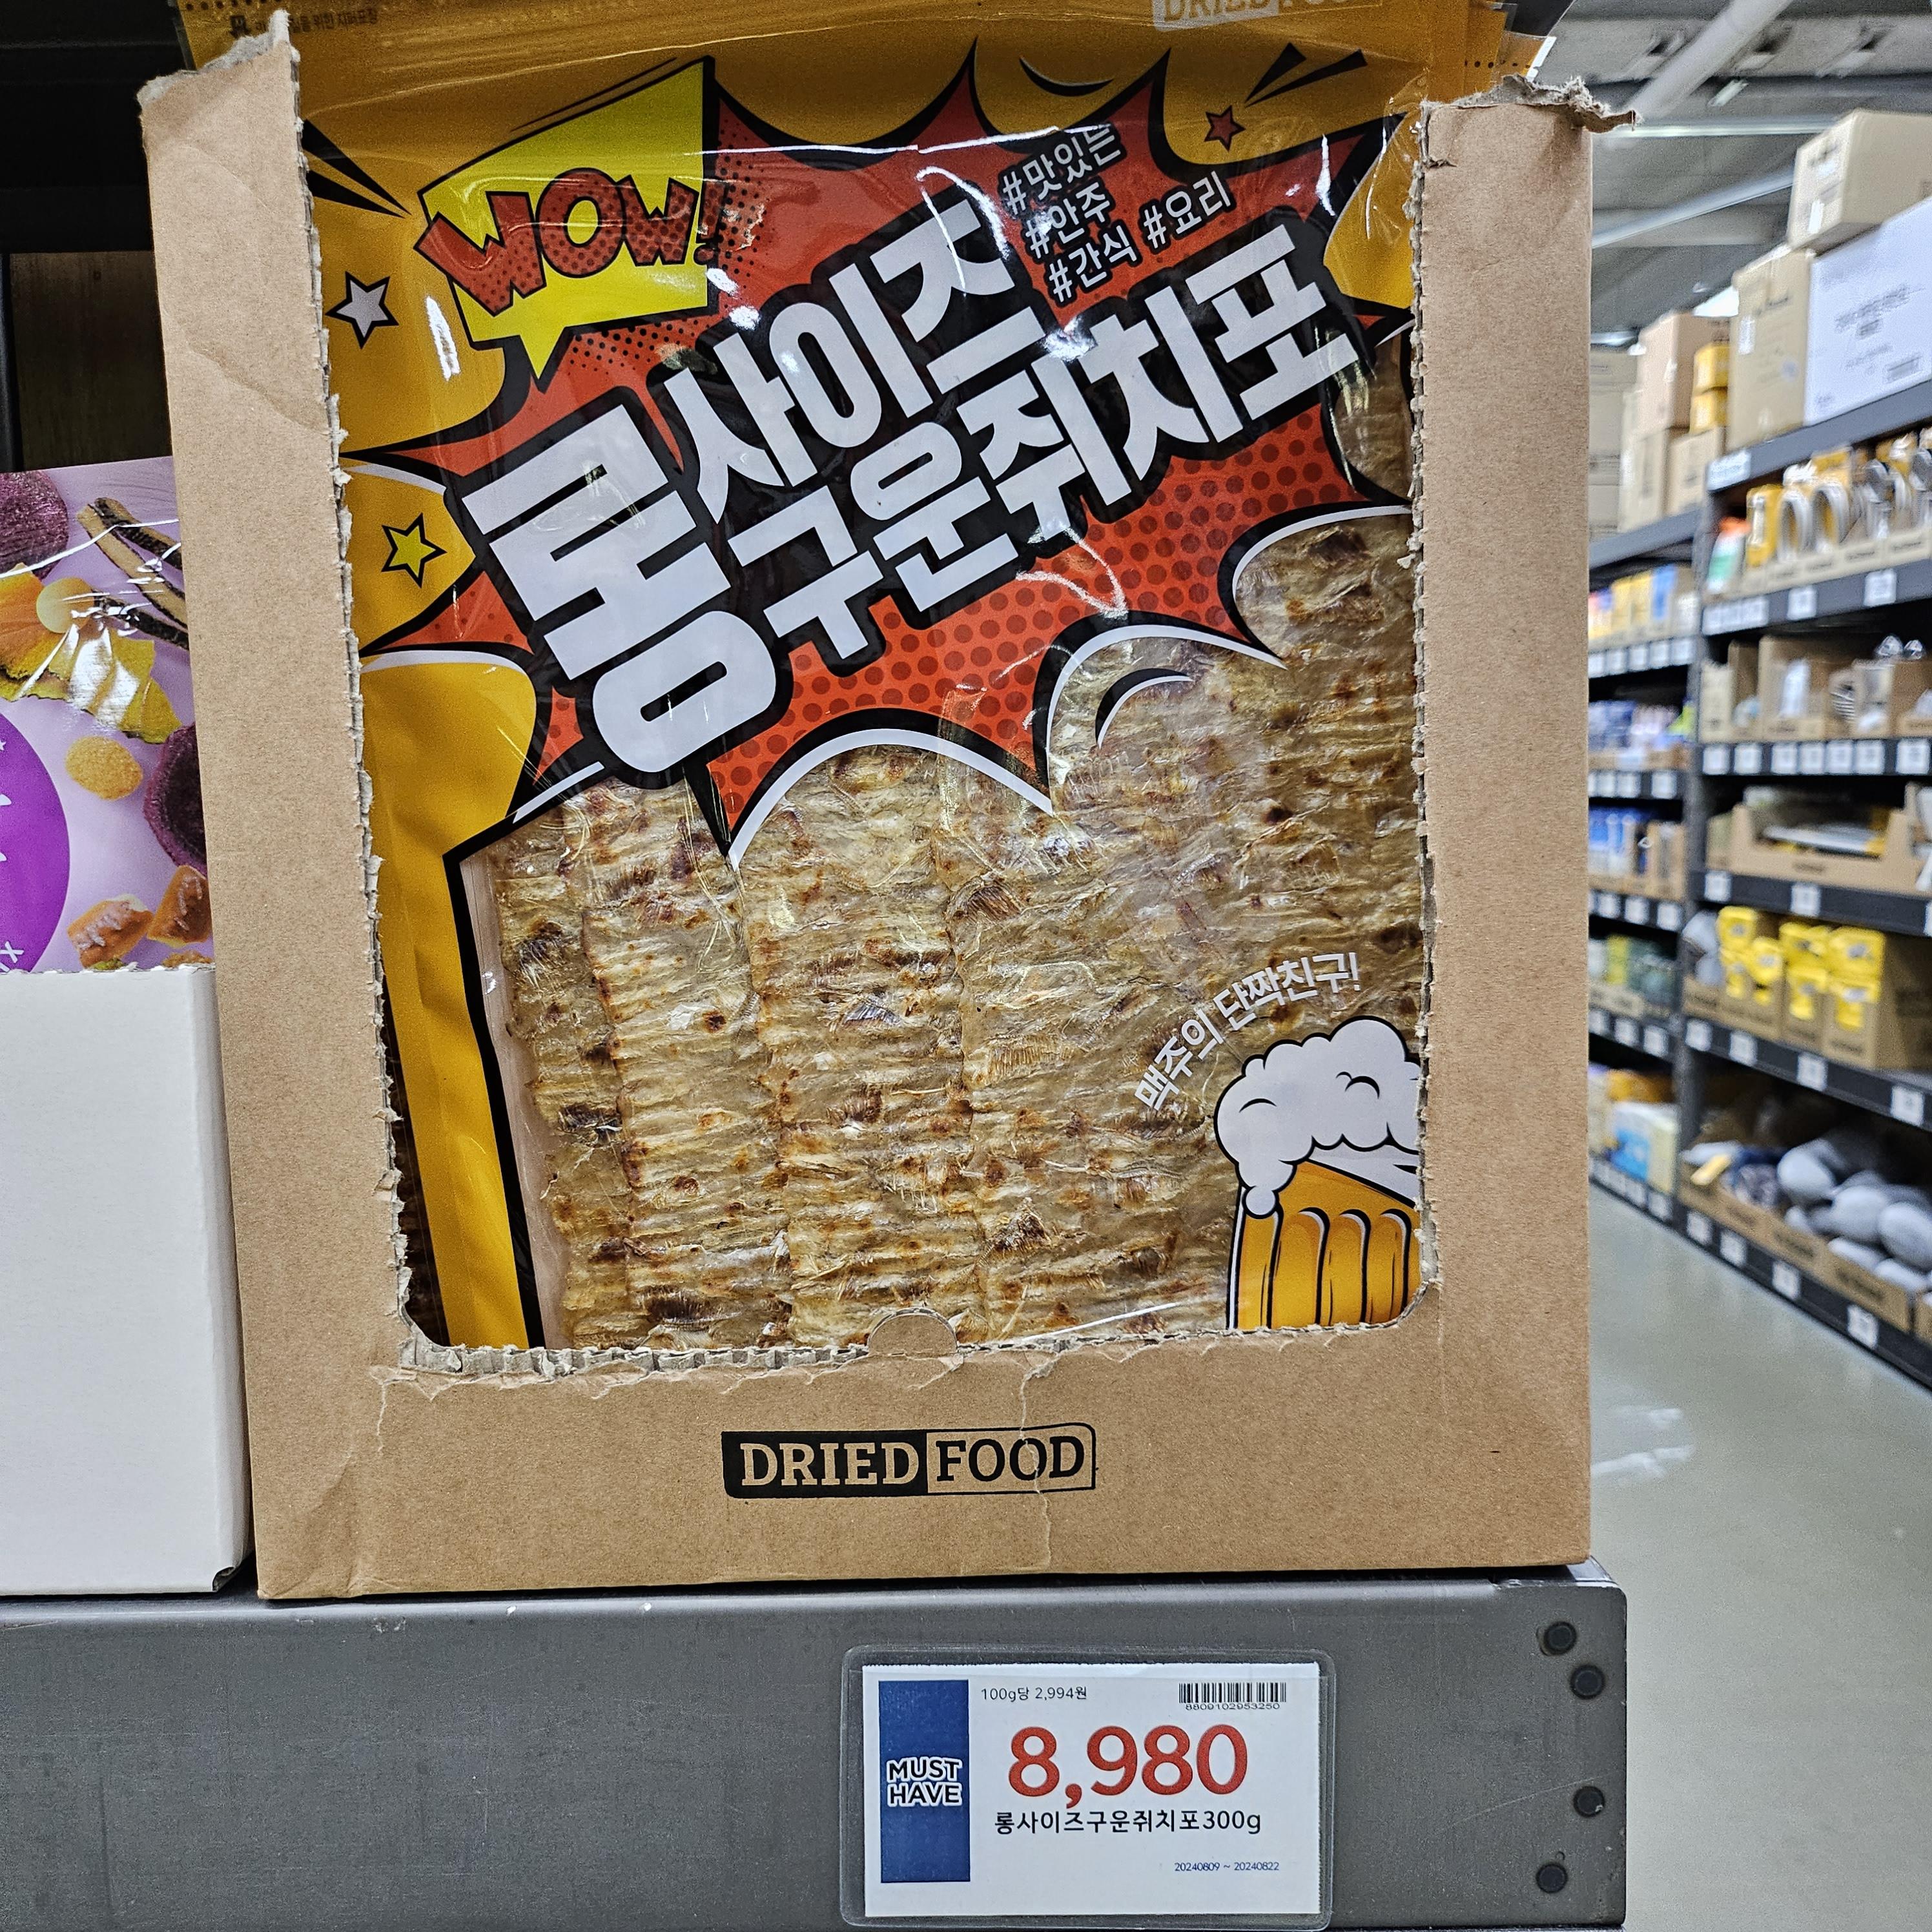 WOW!
#맛있는
#안주
#간식 #요리
롱사이즈
구운쥐치포
맥주의 단짝친구!
DRIED FOOD
100g당 2,994원
8809102953250
MUST
HAVE
8,980
롱사이즈구운쥐치포300g
20240809 ~ 20240822